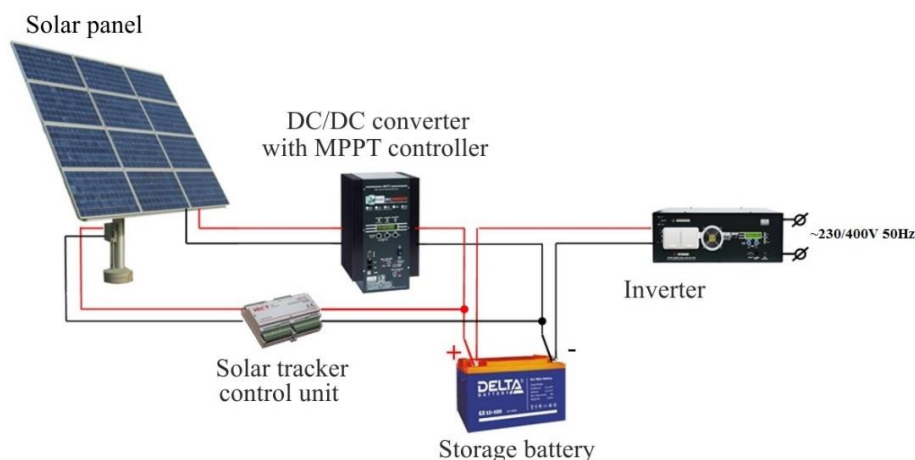 Solar panel
DC/DC converter
with MPPT controller
~230/400V 50Hz
Inverter
Solar tracker
control unit
+
-
DELTA
BATTERY
Storage battery